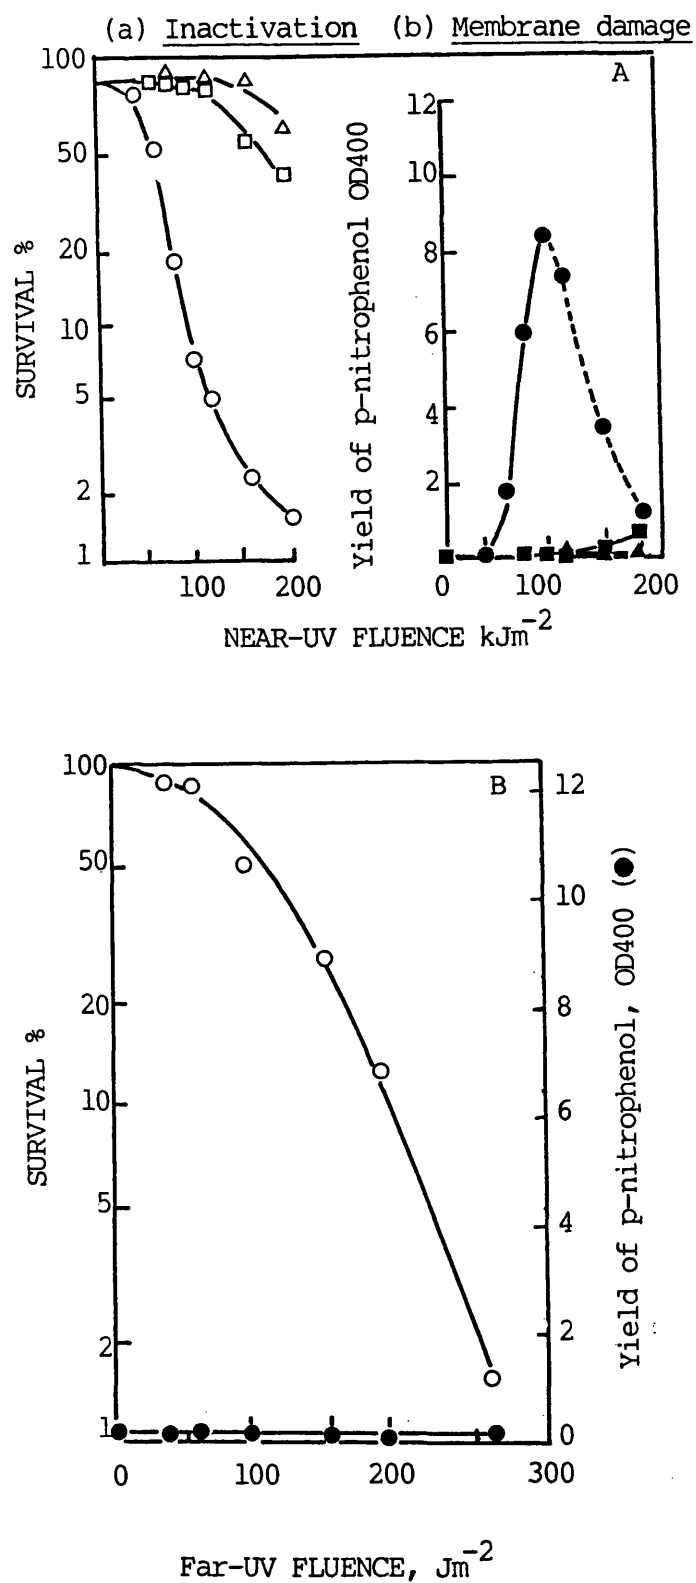 (a) Inactivation (b) Membrane damage
A
100
50
20
10
5
2
1
SURVIVAL %
100 200
Yield of p-nitrophenol OD400
12
10
8
6
4
2
0 100 200
NEAR-UV FLUENCE kJm-2
B
100
50
20
10
5
2
1
SURVIVAL %
12
10
8
6
4
2
0
Yield of p-nitrophenol, OD400 (●)
0 100 200 300
Far-UV FLUENCE, Jm-2